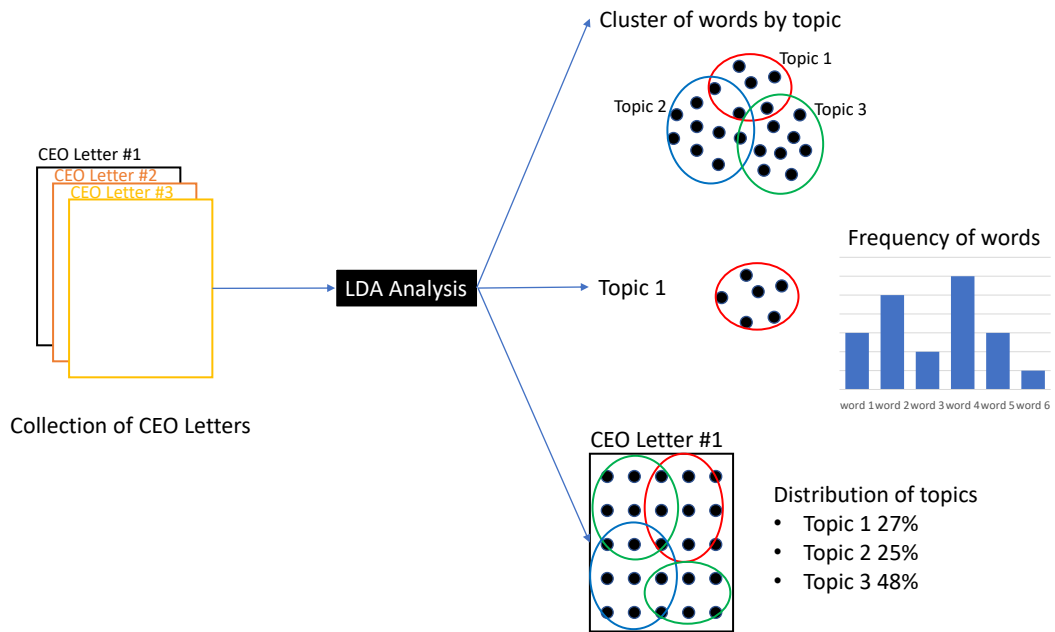 Cluster of words by topic
Topic 1
Topic 2
Topic 3
CEO Letter #1
CEO Letter #2
CEO Letter #3
LDA Analysis
Collection of CEO Letters
Topic 1
Frequency of words
word 1 word 2 word 3 word 4 word 5 word 6
CEO Letter #1
Distribution of topics
• Topic 1 27%
• Topic 2 25%
• Topic 3 48%